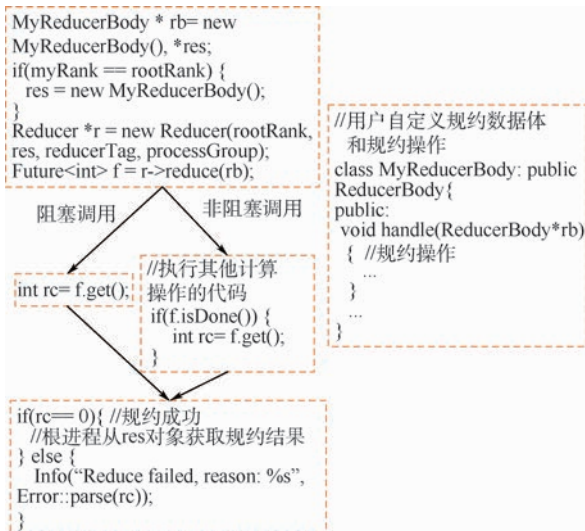 MyReducerBody * rb= new
MyReducerBody(), *res;
if(myRank == rootRank) {
res = new MyReducerBody();
}
Reducer *r = new Reducer(rootRank,
res, reducerTag, processGroup);
Future<int> f = r->reduce(rb);
阻塞调用
非阻塞调用
int rc= f.get();
//执行其他计算
操作的代码
if(f.isDone()) {
int rc= f.get();
}
if(rc== 0){ //规约成功
//根进程从res对象获取规约结果
} else {
Info(“Reduce failed, reason: %s”,
Error::parse(rc));
}
//用户自定义规约数据体
和规约操作
class MyReducerBody: public
ReducerBody{
public:
void handle(ReducerBody*rb)
{ //规约操作
...
}
...
}